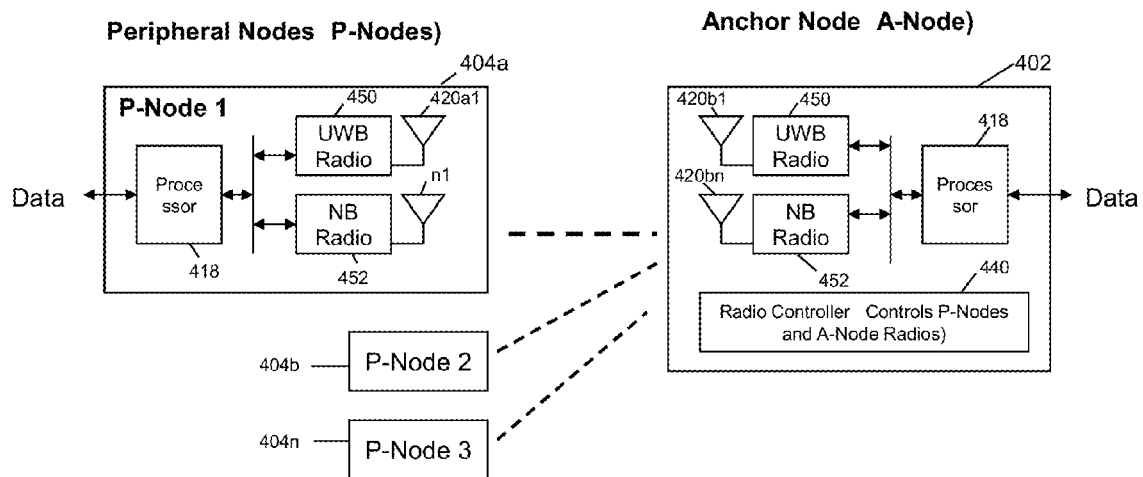 Peripheral Nodes P-Nodes)
Anchor Node A-Node)
404a
402
P-Node 1
450
420a1
UWB
Radio
Proce
ssor
n1
NB
Radio
418
452
Data
420b1
450
UWB
Radio
418
420bn
NB
Radio
Proces
sor
452
440
Data
Radio Controller Controls P-Nodes
and A-Node Radios)
404b
P-Node 2
404n
P-Node 3